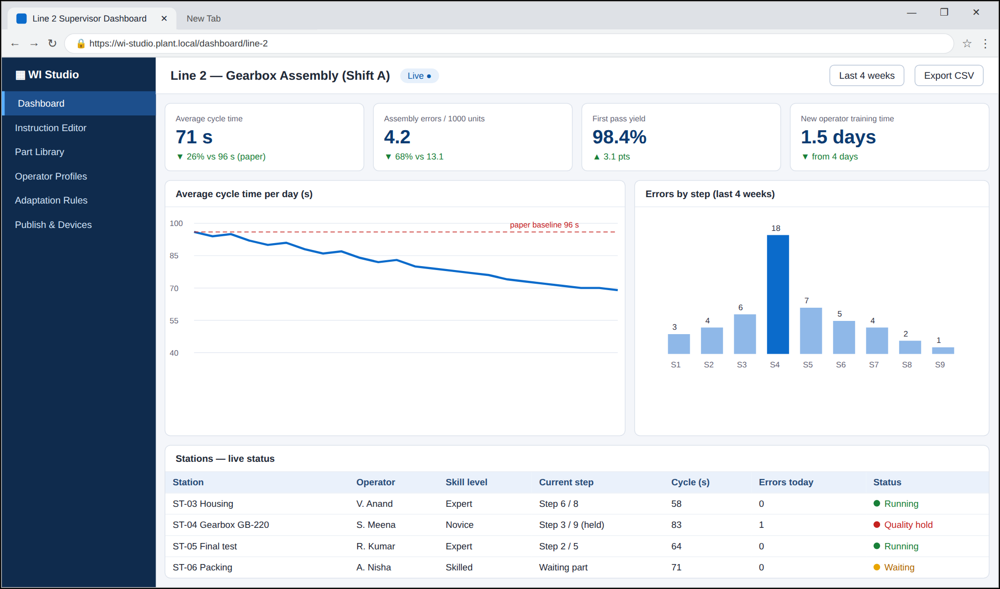 Line 2 Supervisor Dashboard ✕ New Tab — ❐ ✕
← → ↻ 🔒 https://wi-studio.plant.local/dashboard/line-2 ☆ ⋮
▦ WI Studio
Dashboard
Instruction Editor
Part Library
Operator Profiles
Adaptation Rules
Publish & Devices
Line 2 — Gearbox Assembly (Shift A) Live ● Last 4 weeks Export CSV
Average cycle time
71 s
▼ 26% vs 96 s (paper)
Assembly errors / 1000 units
4.2
▼ 68% vs 13.1
First pass yield
98.4%
▲ 3.1 pts
New operator training time
1.5 days
▼ from 4 days
Average cycle time per day (s)
100
paper baseline 96 s
85
70
55
40
Errors by step (last 4 weeks)
3 4 6 18 7 5 4 2 1
S1 S2 S3 S4 S5 S6 S7 S8 S9
Stations — live status
Station Operator Skill level Current step Cycle (s) Errors today Status
ST-03 Housing V. Anand Expert Step 6 / 8 58 0 Running
ST-04 Gearbox GB-220 S. Meena Novice Step 3 / 9 (held) 83 1 Quality hold
ST-05 Final test R. Kumar Expert Step 2 / 5 64 0 Running
ST-06 Packing A. Nisha Skilled Waiting part 71 0 Waiting